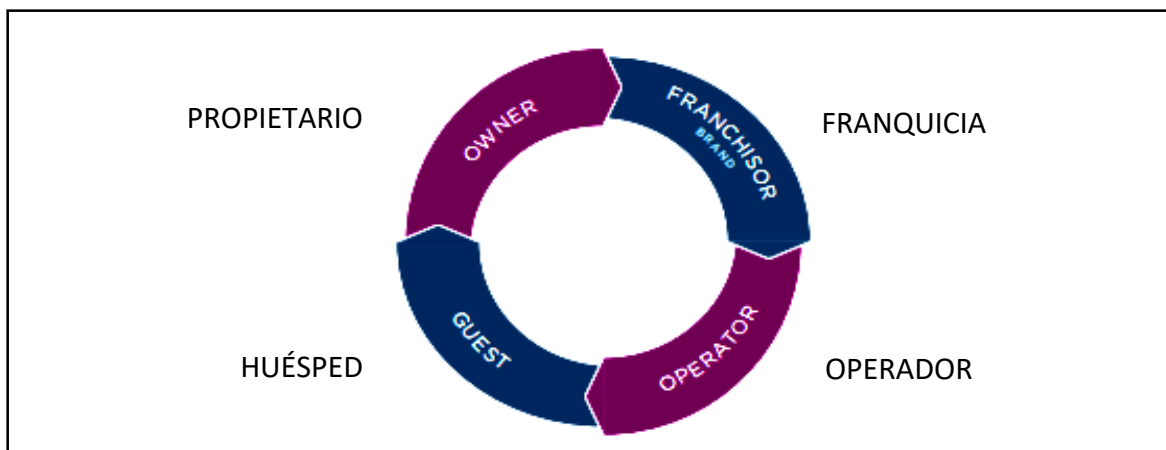 PROPIETARIO
OWNER
FRANCHISOR
BRAND
FRANQUICIA
HUÉSPED
GUEST
OPERATOR
OPERADOR